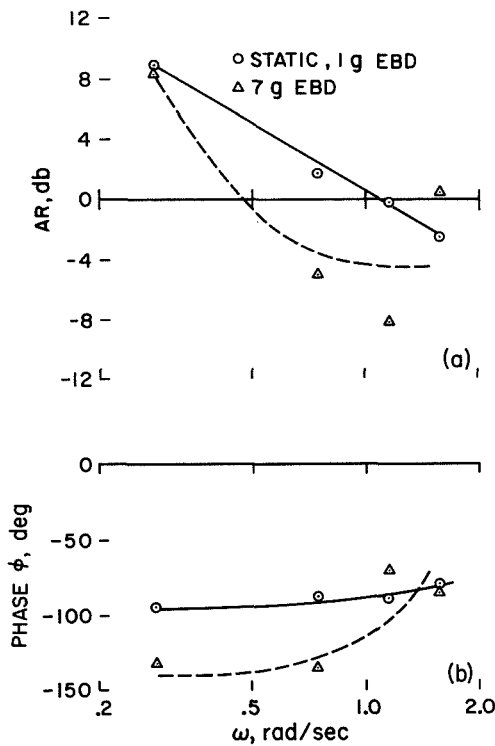 12
STATIC, 1 g EBD
7 g EBD
8
4
0
-4
-8
-12
AR, db
(a)
0
-50
-100
-150
PHASE ϕ, deg
(b)
.2
.5
1.0
2.0
ω, rad/sec